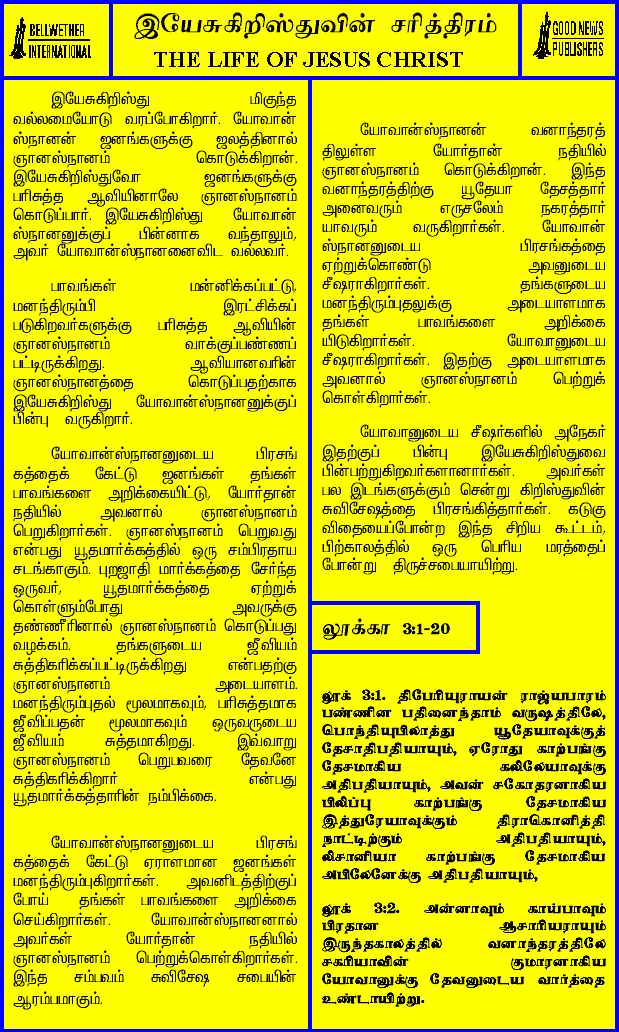 BELLWETHER
INTERNATIONAL
இயேசுகிறிஸ்துவின் சரித்திரம்
THE LIFE OF JESUS CHRIST
GOOD NEWS
PUBLISHERS
இயேசுகிறிஸ்து மிகுந்த
வல்லமையோடு வரப்போகிறார். யோவான்
ஸ்நானன் ஜனங்களுக்கு ஜலத்தினால்
ஞானஸ்நானம் கொடுக்கிறான்.
இயேசுகிறிஸ்துவோ ஜனங்களுக்கு
பரிசுத்த ஆவியினாலே ஞானஸ்நானம்
கொடுப்பார். இயேசுகிறிஸ்து யோவான்
ஸ்நானனுக்குப் பின்னாக வந்தாலும்,
அவர் யோவான்ஸ்நானனைவிட வல்லவர்.
பாவங்கள் மன்னிக்கப்பட்டு,
மனந்திரும்பி இரட்சிக்கப்
படுகிறவர்களுக்கு பரிசுத்த ஆவியின்
ஞானஸ்நானம் வாக்குப்பண்ணப்
பட்டிருக்கிறது. ஆவியானவரின்
ஞானஸ்நானத்தை கொடுப்பதற்காக
இயேசுகிறிஸ்து யோவான்ஸ்நானனுக்குப்
பின்பு வருகிறார்.
யோவான்ஸ்நானனுடைய பிரசங்
கத்தைக் கேட்டு ஜனங்கள் தங்கள்
பாவங்களை அறிக்கையிட்டு, யோர்தான்
நதியில் அவனால் ஞானஸ்நானம்
பெறுகிறார்கள். ஞானஸ்நானம் பெறுவது
என்பது யூதமார்க்கத்தில் ஒரு சம்பிரதாய
சடங்காகும். புறஜாதி மார்க்கத்தை சேர்ந்த
ஒருவர், யூதமார்க்கத்தை ஏற்றுக்
கொள்ளும்போது அவருக்கு
தண்ணீரினால் ஞானஸ்நானம் கொடுப்பது
வழக்கம். தங்களுடைய ஜீவியம்
சுத்திகரிக்கப்பட்டிருக்கிறது என்பதற்கு
ஞானஸ்நானம் அடையாளம்.
மனந்திரும்புதல் மூலமாகவும், பரிசுத்தமாக
ஜீவிப்பதன் மூலமாகவும் ஒருவருடைய
ஜீவியம் சுத்தமாகிறது. இவ்வாறு
ஞானஸ்நானம் பெறுபவரை தேவனே
சுத்திகரிக்கிறார் என்பது
யூதமார்க்கத்தாரின் நம்பிக்கை.
யோவான்ஸ்நானனுடைய பிரசங்
கத்தைக் கேட்டு ஏராளமான ஜனங்கள்
மனந்திரும்புகிறார்கள். அவனிடத்திற்குப்
போய் தங்கள் பாவங்களை அறிக்கை
செய்கிறார்கள். யோவான்ஸ்நானனால்
அவர்கள் யோர்தான் நதியில்
ஞானஸ்நானம் பெற்றுக்கொள்கிறார்கள்.
இந்த சம்பவம் சுவிசேஷ சபையின்
ஆரம்பமாகும்.
யோவான்ஸ்நானன் வனாந்தரத்
திலுள்ள யோர்தான் நதியில்
ஞானஸ்நானம் கொடுக்கிறான். இந்த
வனாந்தரத்திற்கு யூதேயா தேசத்தார்
அனைவரும் எருசலேம் நகரத்தார்
யாவரும் வருகிறார்கள். யோவான்
ஸ்நானனுடைய பிரசங்கத்தை
ஏற்றுக்கொண்டு அவனுடைய
சீஷராகிறார்கள். தங்களுடைய
மனந்திரும்புதலுக்கு அடையாளமாக
தங்கள் பாவங்களை அறிக்கை
யிடுகிறார்கள். யோவானுடைய
சீஷராகிறார்கள். இதற்கு அடையாளமாக
அவனால் ஞானஸ்நானம் பெற்றுக்
கொள்கிறார்கள்.
யோவானுடைய சீஷர்களில் அநேகர்
இதற்குப் பின்பு இயேசுகிறிஸ்துவை
பின்பற்றுகிறவர்களானார்கள். அவர்கள்
பல இடங்களுக்கும் சென்று கிறிஸ்துவின்
சுவிசேஷத்தை பிரசங்கித்தார்கள். கடுகு
விதையைப்போன்ற இந்த சிறிய கூட்டம்,
பிற்காலத்தில் ஒரு பெரிய மரத்தைப்
போன்று திருச்சபையாயிற்று.
லூக்கா 3:1-20
லூக் 3:1. திபேரியுராயன் ராஜ்யபாரம்
பண்ணின பதினைந்தாம் வருஷத்திலே,
பொந்தியுபிலாத்து யூதேயாவுக்குத்
தேசாதிபதியாயும், ஏரோது காற்பங்கு
தேசமாகிய கலிலேயாவுக்கு
அதிபதியாயும், அவன் சகோதரனாகிய
பிலிப்பு காற்பங்கு தேசமாகிய
இத்துரேயாவுக்கும் திராகொனித்தி
நாட்டிற்கும் அதிபதியாயும்,
லிசானியா காற்பங்கு தேசமாகிய
அபிலேனேக்கு அதிபதியாயும்,
லூக் 3:2. அன்னாவும் காய்பாவும்
பிரதான ஆசாரியராயும்
இருந்தகாலத்தில் வனாந்தரத்திலே
சகரியாவின் குமாரனாகிய
யோவானுக்கு தேவனுடைய வார்த்தை
உண்டாயிற்று.